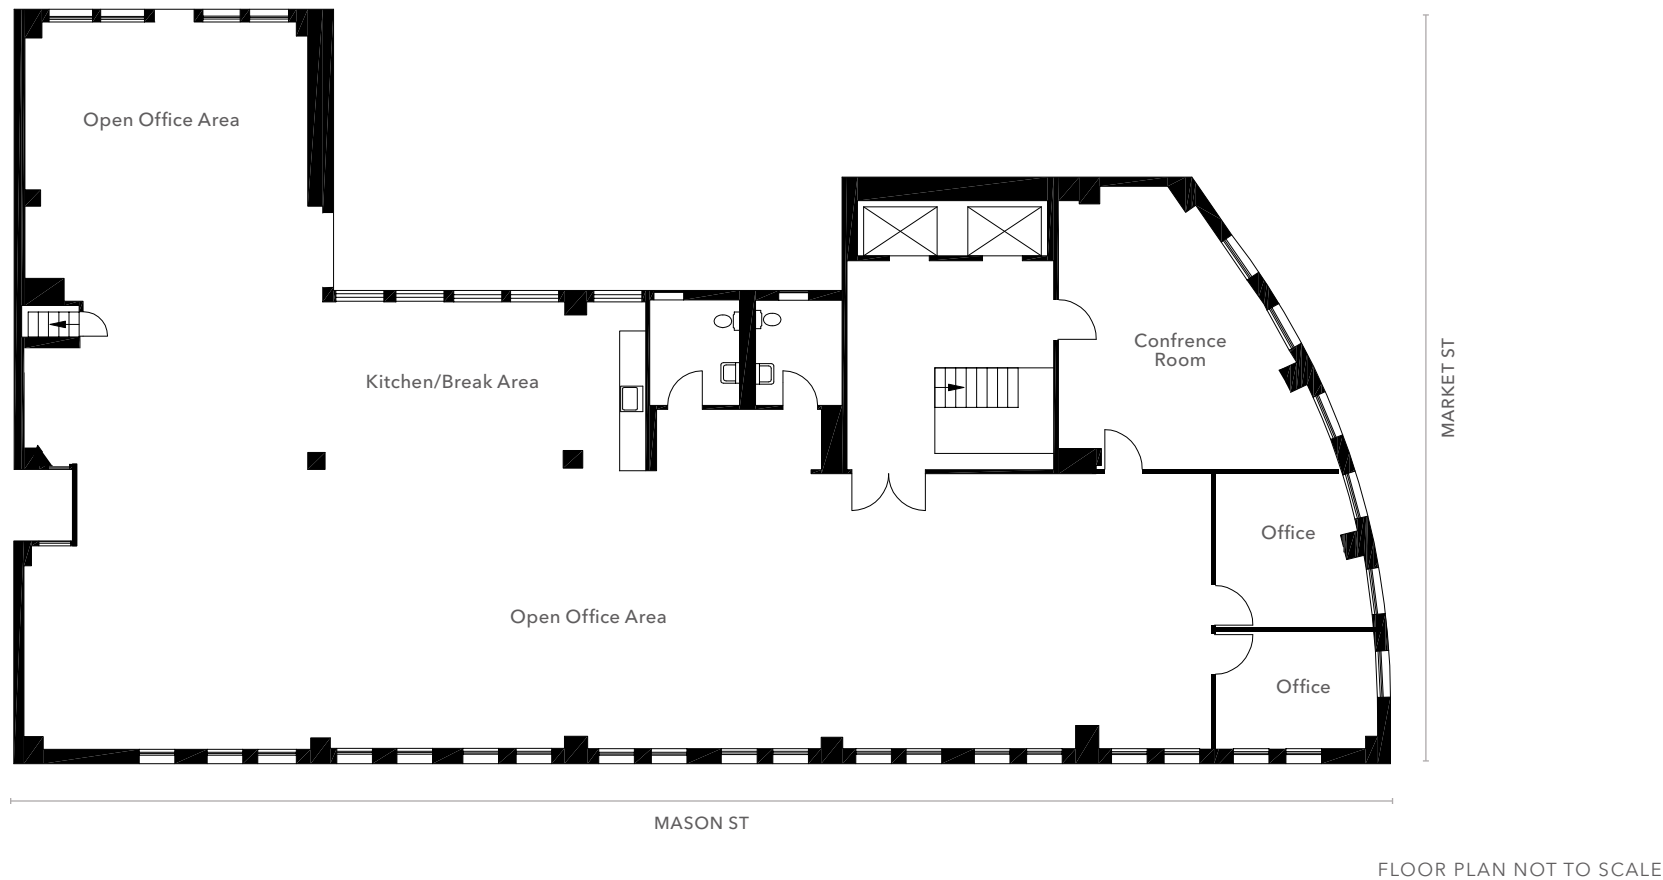 Open Office Area
Kitchen/Break Area
Confrence
Room
Office
Open Office Area
Office
MARKET ST
MASON ST
FLOOR PLAN NOT TO SCALE